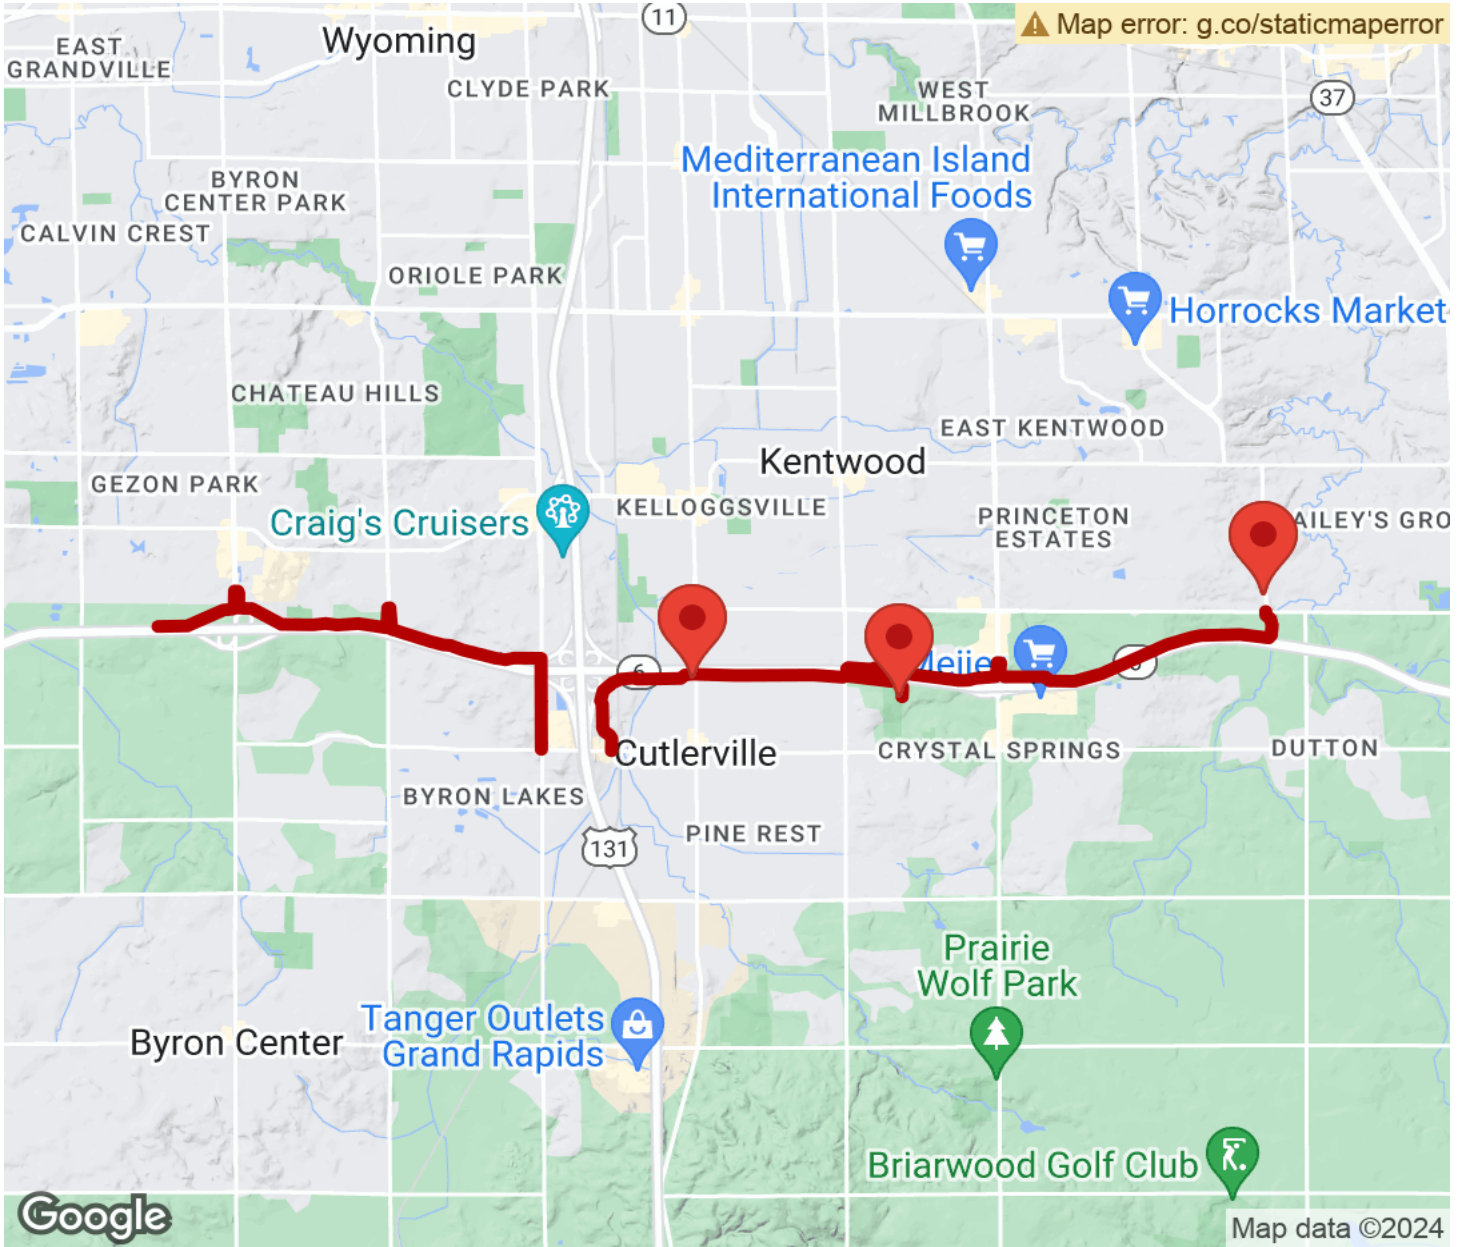 11
Map error: g.co/staticmaperror
Wyoming
EAST
GRANDVILLE
CLYDE PARK
WEST
MILLBROOK
37
Mediterranean Island
International Foods
BYRON
CENTER PARK
CALVIN CREST
ORIOLE PARK
Horrocks Market
CHATEAU HILLS
EAST KENTWOOD
Kentwood
GEZON PARK
KELLOGGSVILLE
Craig's Cruisers
PRINCETON
ESTATES
AILEY'S GRO
6
Meije
6
Cutlerville
CRYSTAL SPRINGS
DUTTON
BYRON LAKES
PINE REST
131
Prairie
Wolf Park
Tanger Outlets
Grand Rapids
Byron Center
Briarwood Golf Club
Google
Map data ©2024